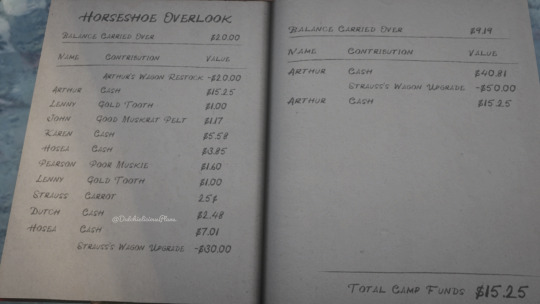 Horseshoe Overlook
Balance Carried Over $20.00
Name Contribution Value
Arthur's Wagon Restock -$20.00
Arthur Cash $15.25
Lenny Gold Tooth $1.00
John Good Muskrat Pelt $1.17
Karen Cash $5.58
Hosea Cash $3.85
Pearson Poor Muskie $1.60
Lenny Gold Tooth $1.00
Strauss Carrot 25¢
Dutch Cash $2.48
Hosea Cash $7.01
Strauss's Wagon Upgrade -$30.00
Balance Carried Over $9.19
Name Contribution Value
Arthur Cash $40.81
Strauss's Wagon Upgrade -$50.00
Arthur Cash $15.25
Total Camp Funds $15.25